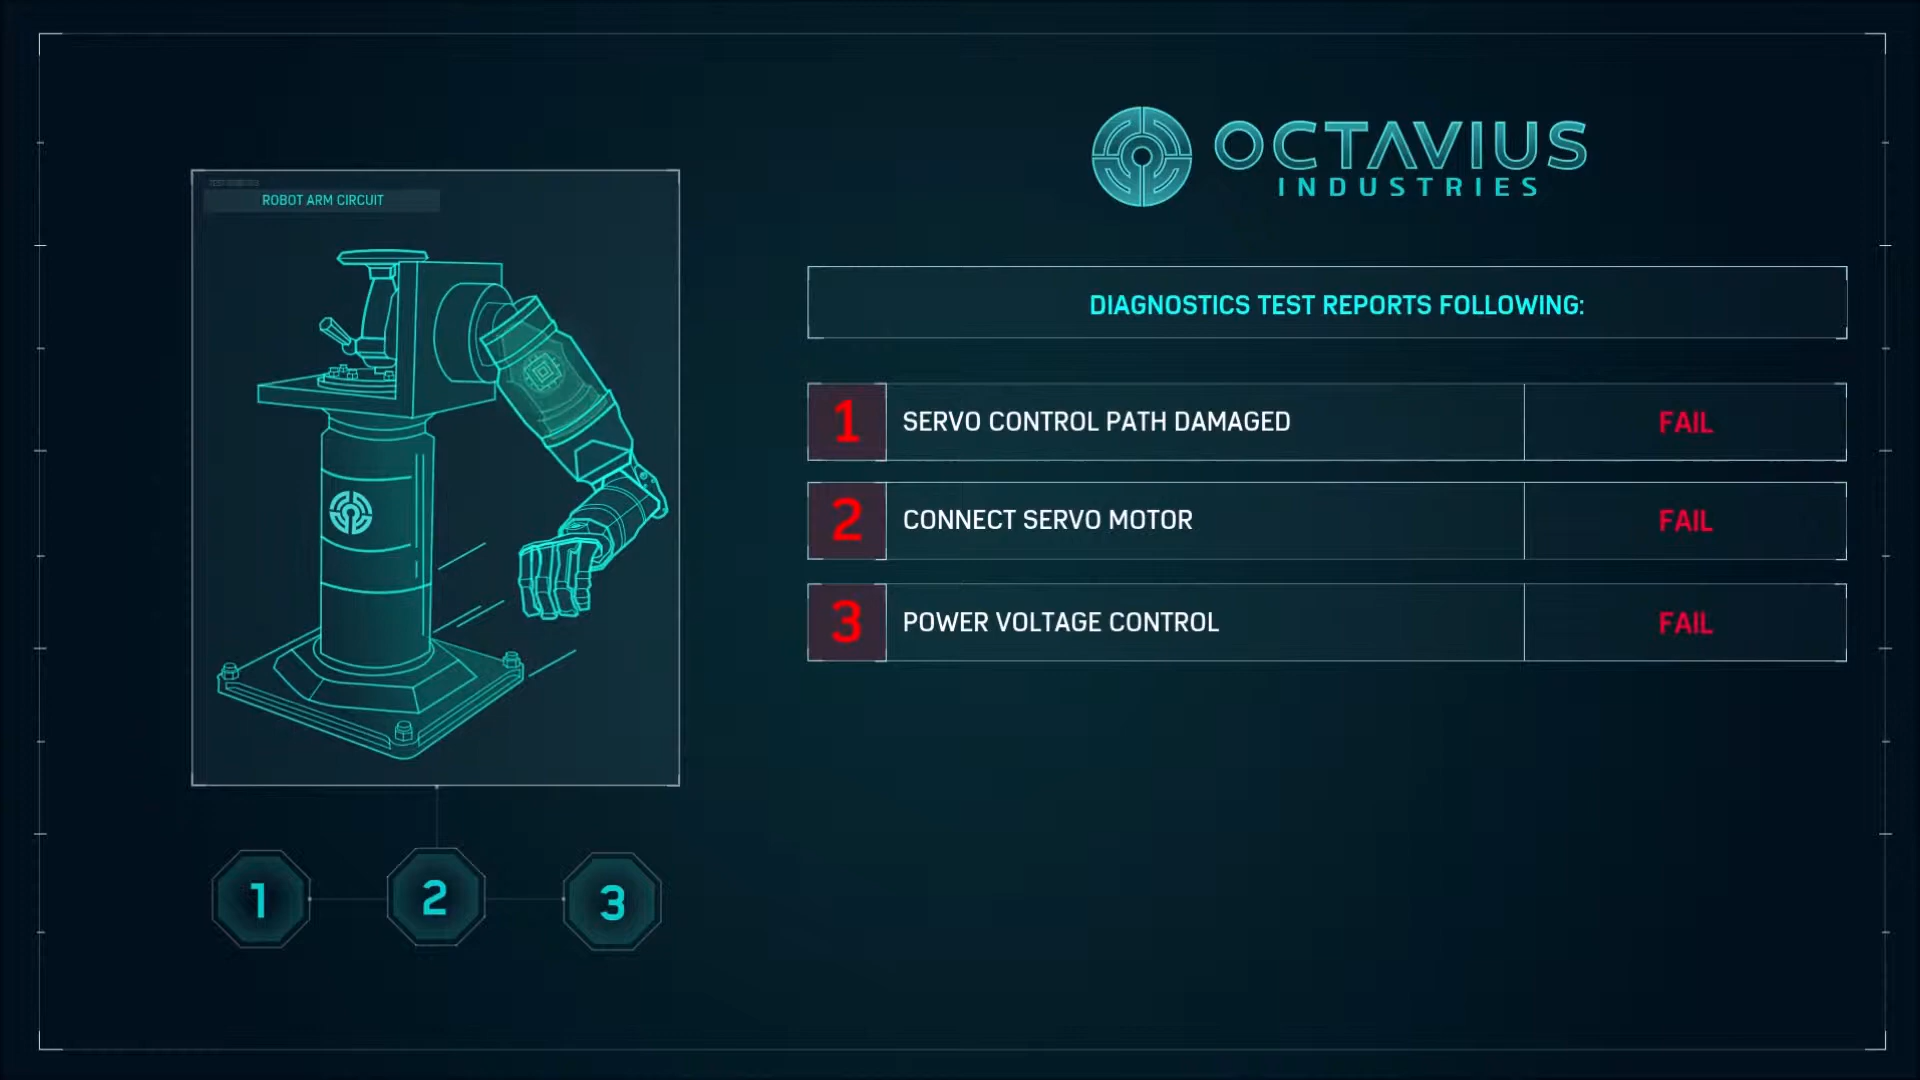 OCTAVIUS
INDUSTRIES
ROBOT ARM CIRCUIT
DIAGNOSTICS TEST REPORTS FOLLOWING:
1 SERVO CONTROL PATH DAMAGED FAIL
2 CONNECT SERVO MOTOR FAIL
3 POWER VOLTAGE CONTROL FAIL
1 2 3